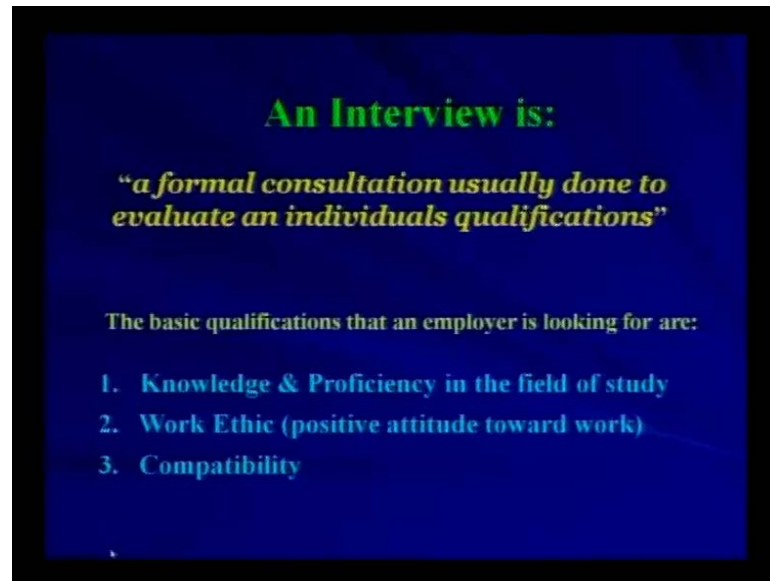 An Interview is:
“a formal consultation usually done to
evaluate an individuals qualifications”
The basic qualifications that an employer is looking for are:
1. Knowledge & Proficiency in the field of study
2. Work Ethic (positive attitude toward work)
3. Compatibility